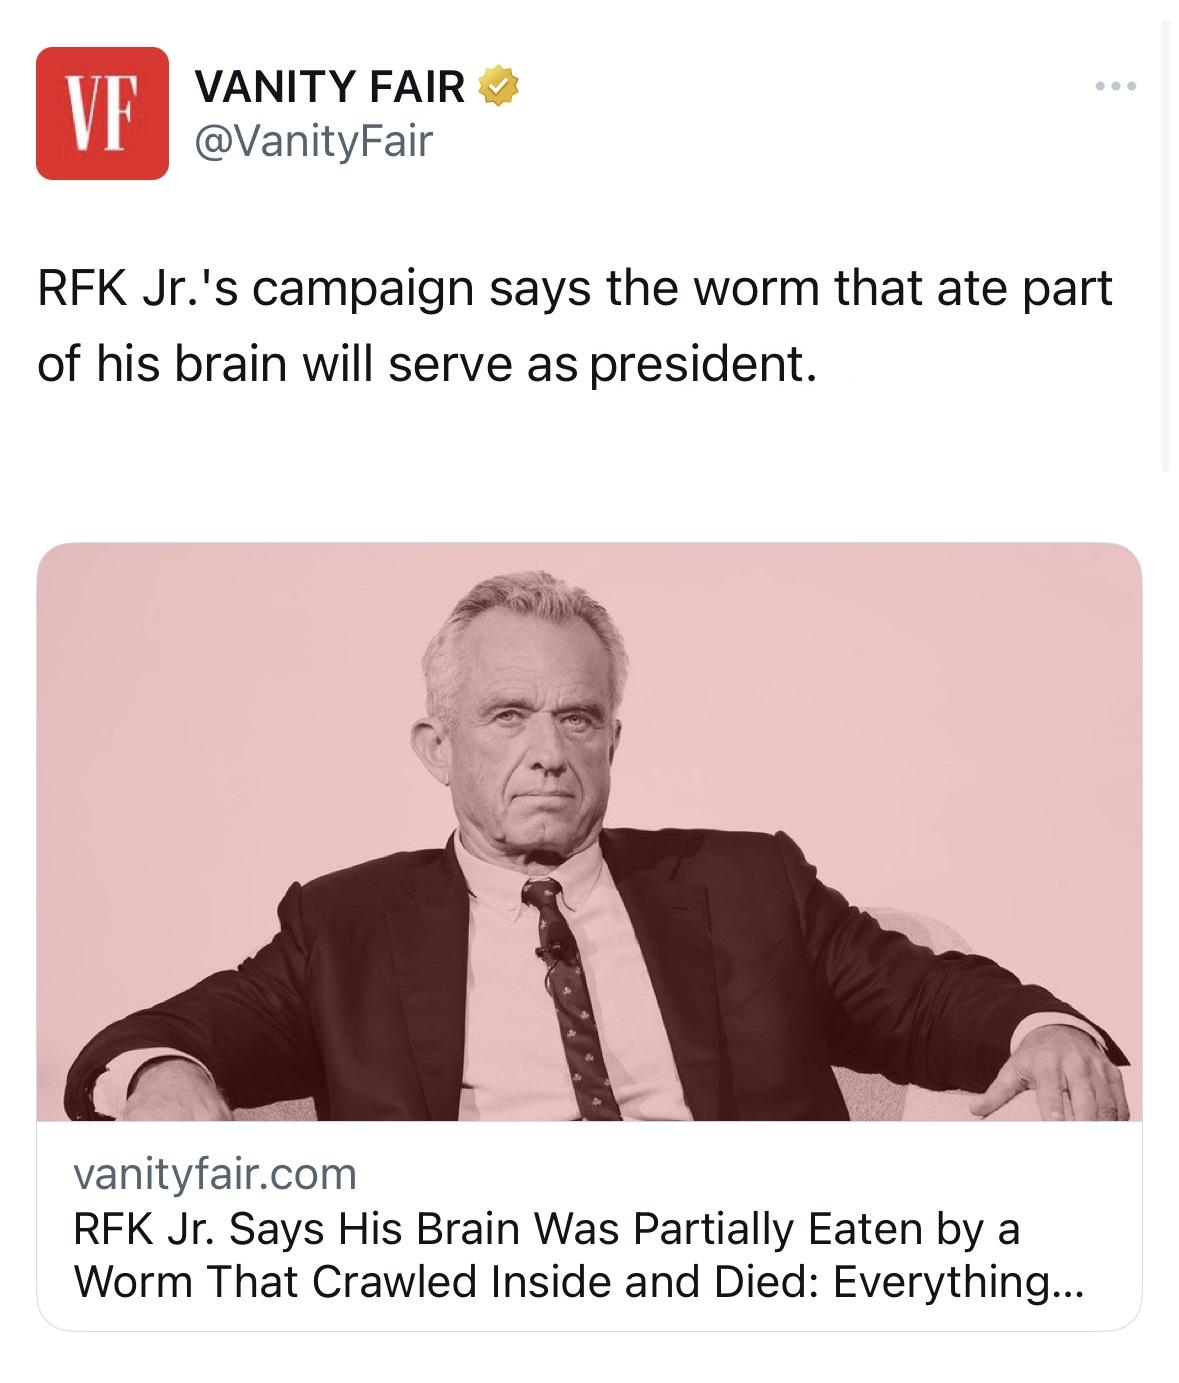 VF
VANITY FAIR
@VanityFair
RFK Jr.'s campaign says the worm that ate part
of his brain will serve as president.
vanityfair.com
RFK Jr. Says His Brain Was Partially Eaten by a
Worm That Crawled Inside and Died: Everything...